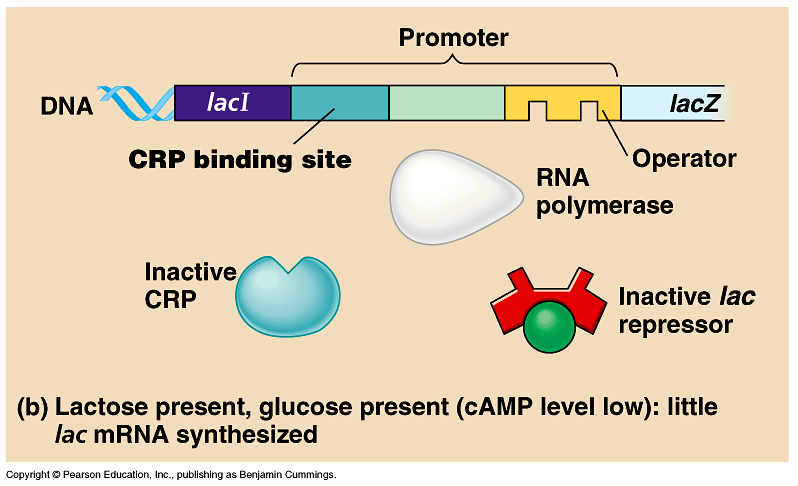 Promoter
DNA
lacI
lacZ
CRP binding site
Operator
RNA
polymerase
Inactive
CRP
Inactive lac
repressor
(b) Lactose present, glucose present (cAMP level low): little
lac mRNA synthesized
Copyright © Pearson Education, Inc., publishing as Benjamin Cummings.